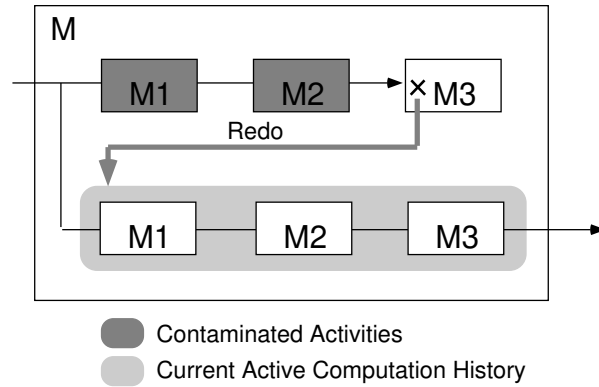 M
M1 M2 × M3
Redo
M1 M2 M3
Contaminated Activities
Current Active Computation History